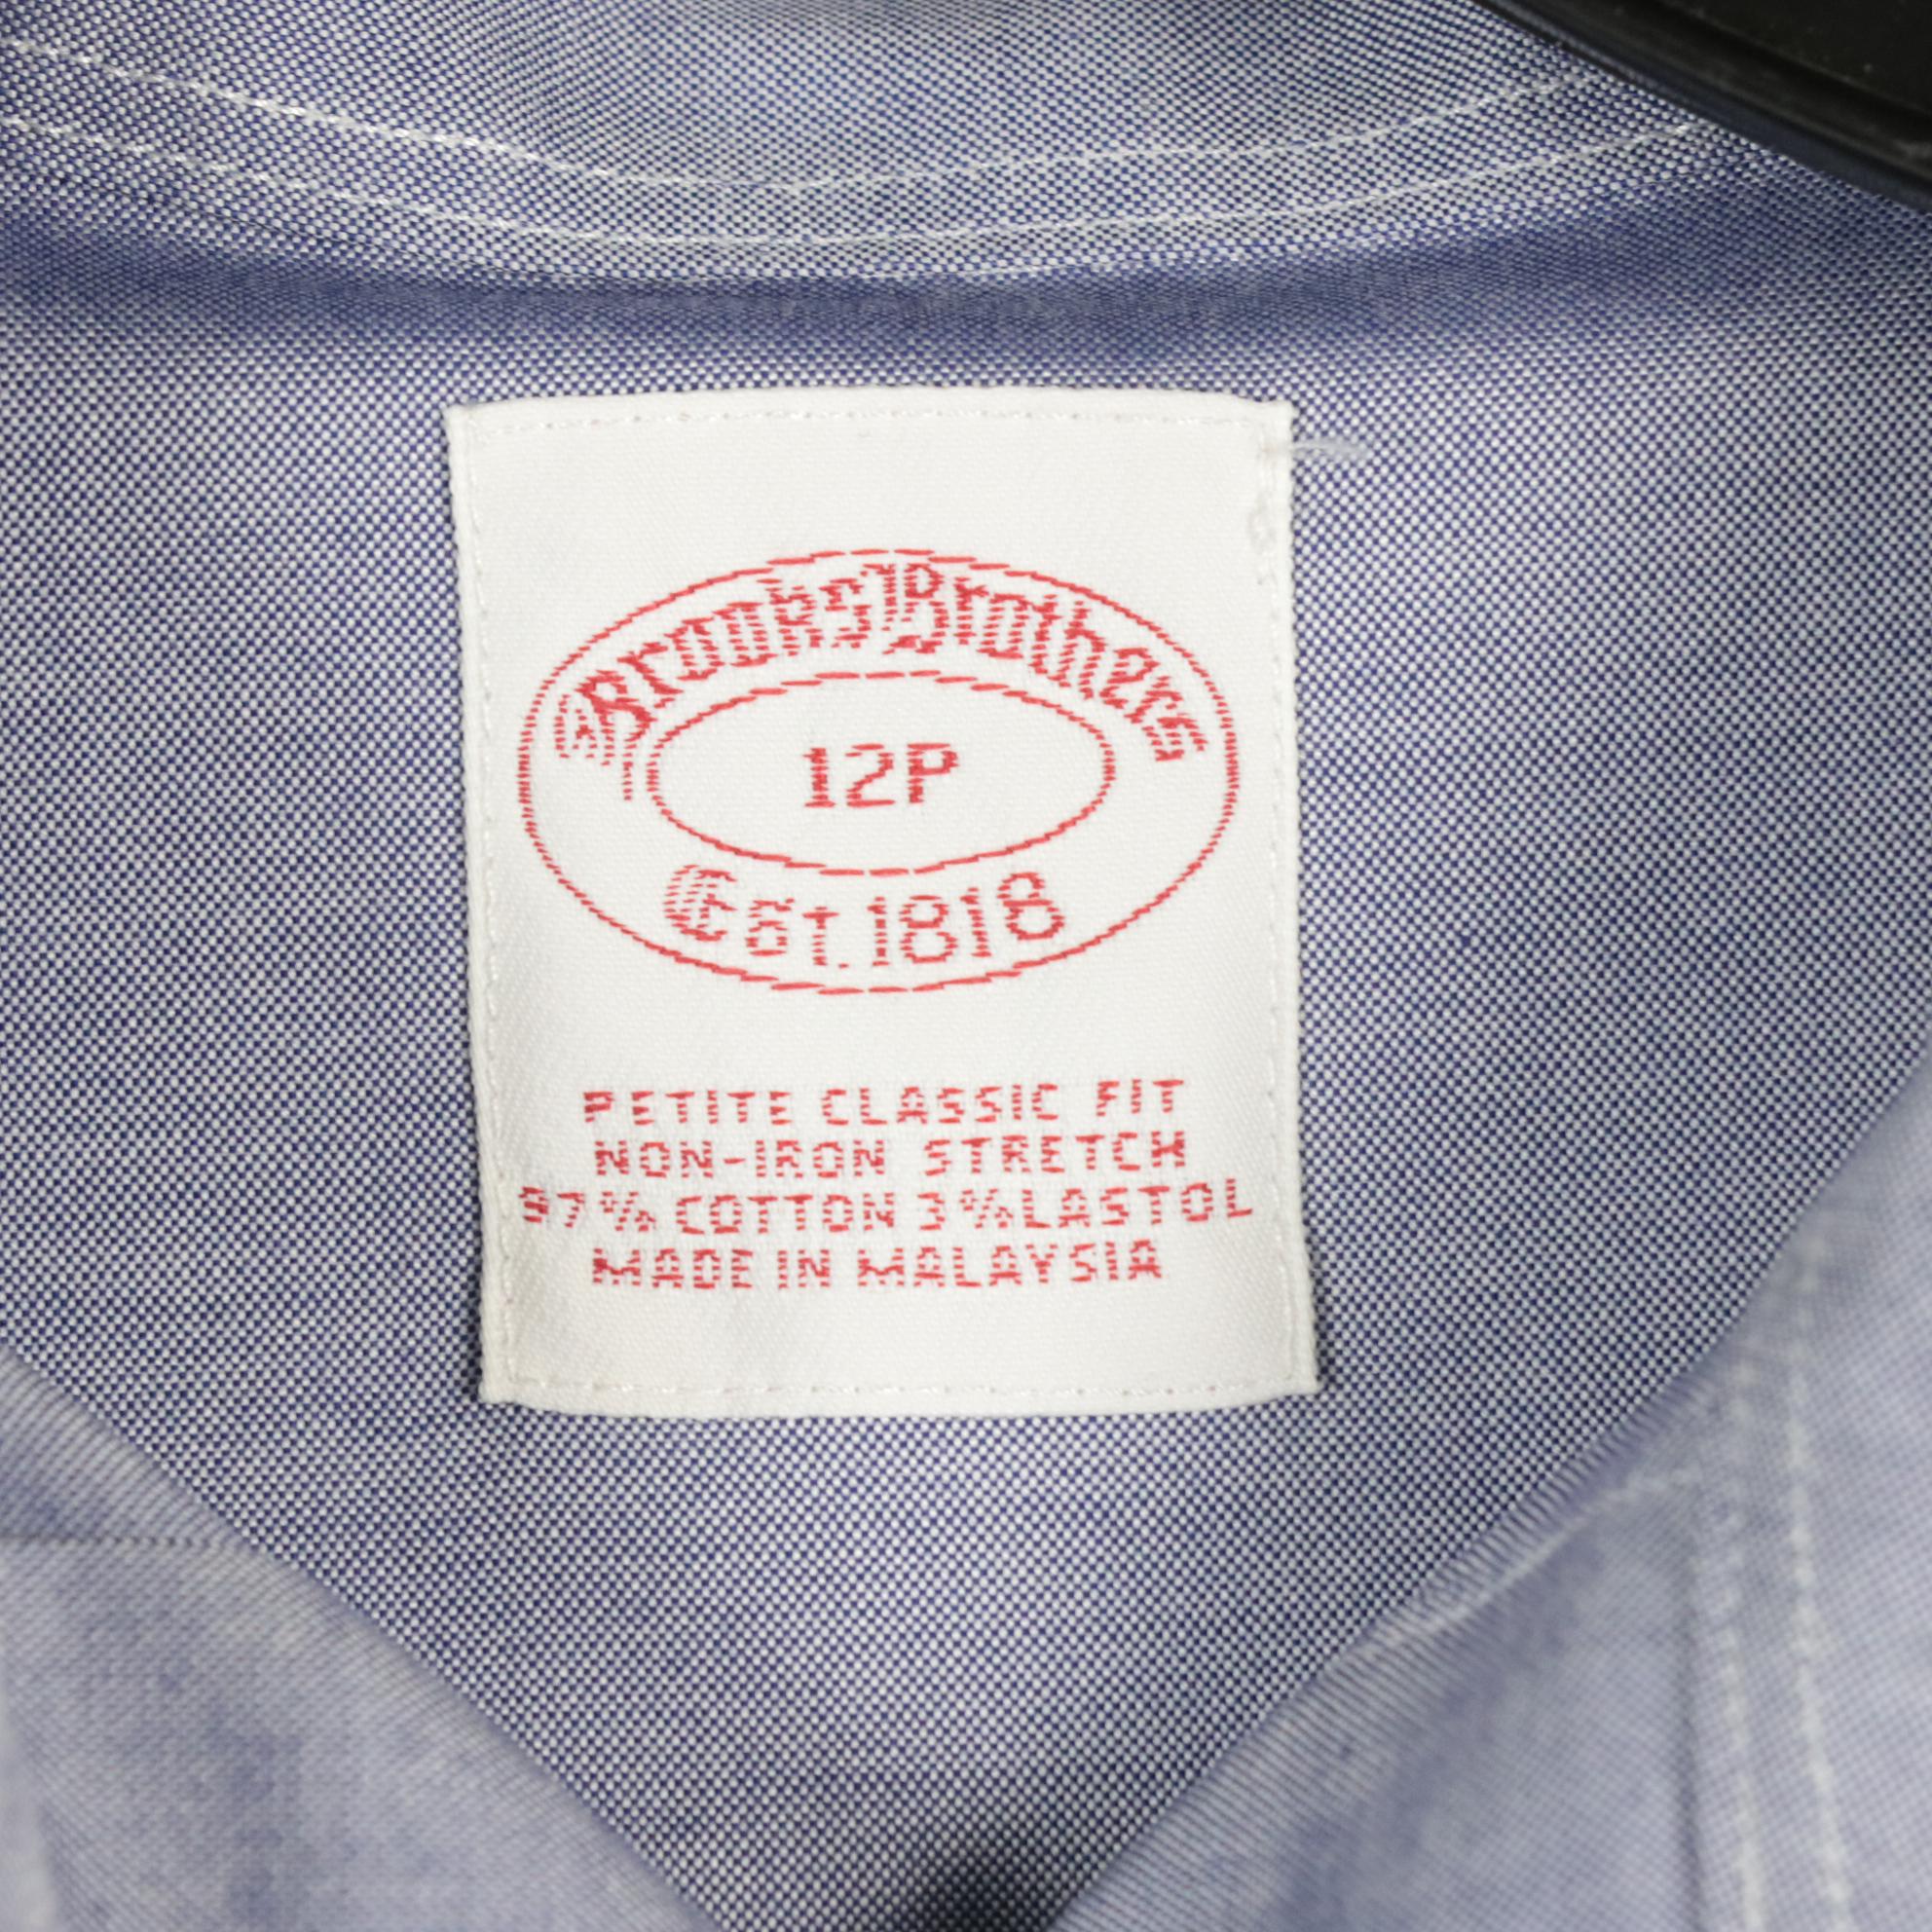 Brooks Brothers
12P
Est. 1818
PETITE CLASSIC FIT
NON-IRON STRETCH
97% COTTON 3% LASTOL
MADE IN MALAYSIA